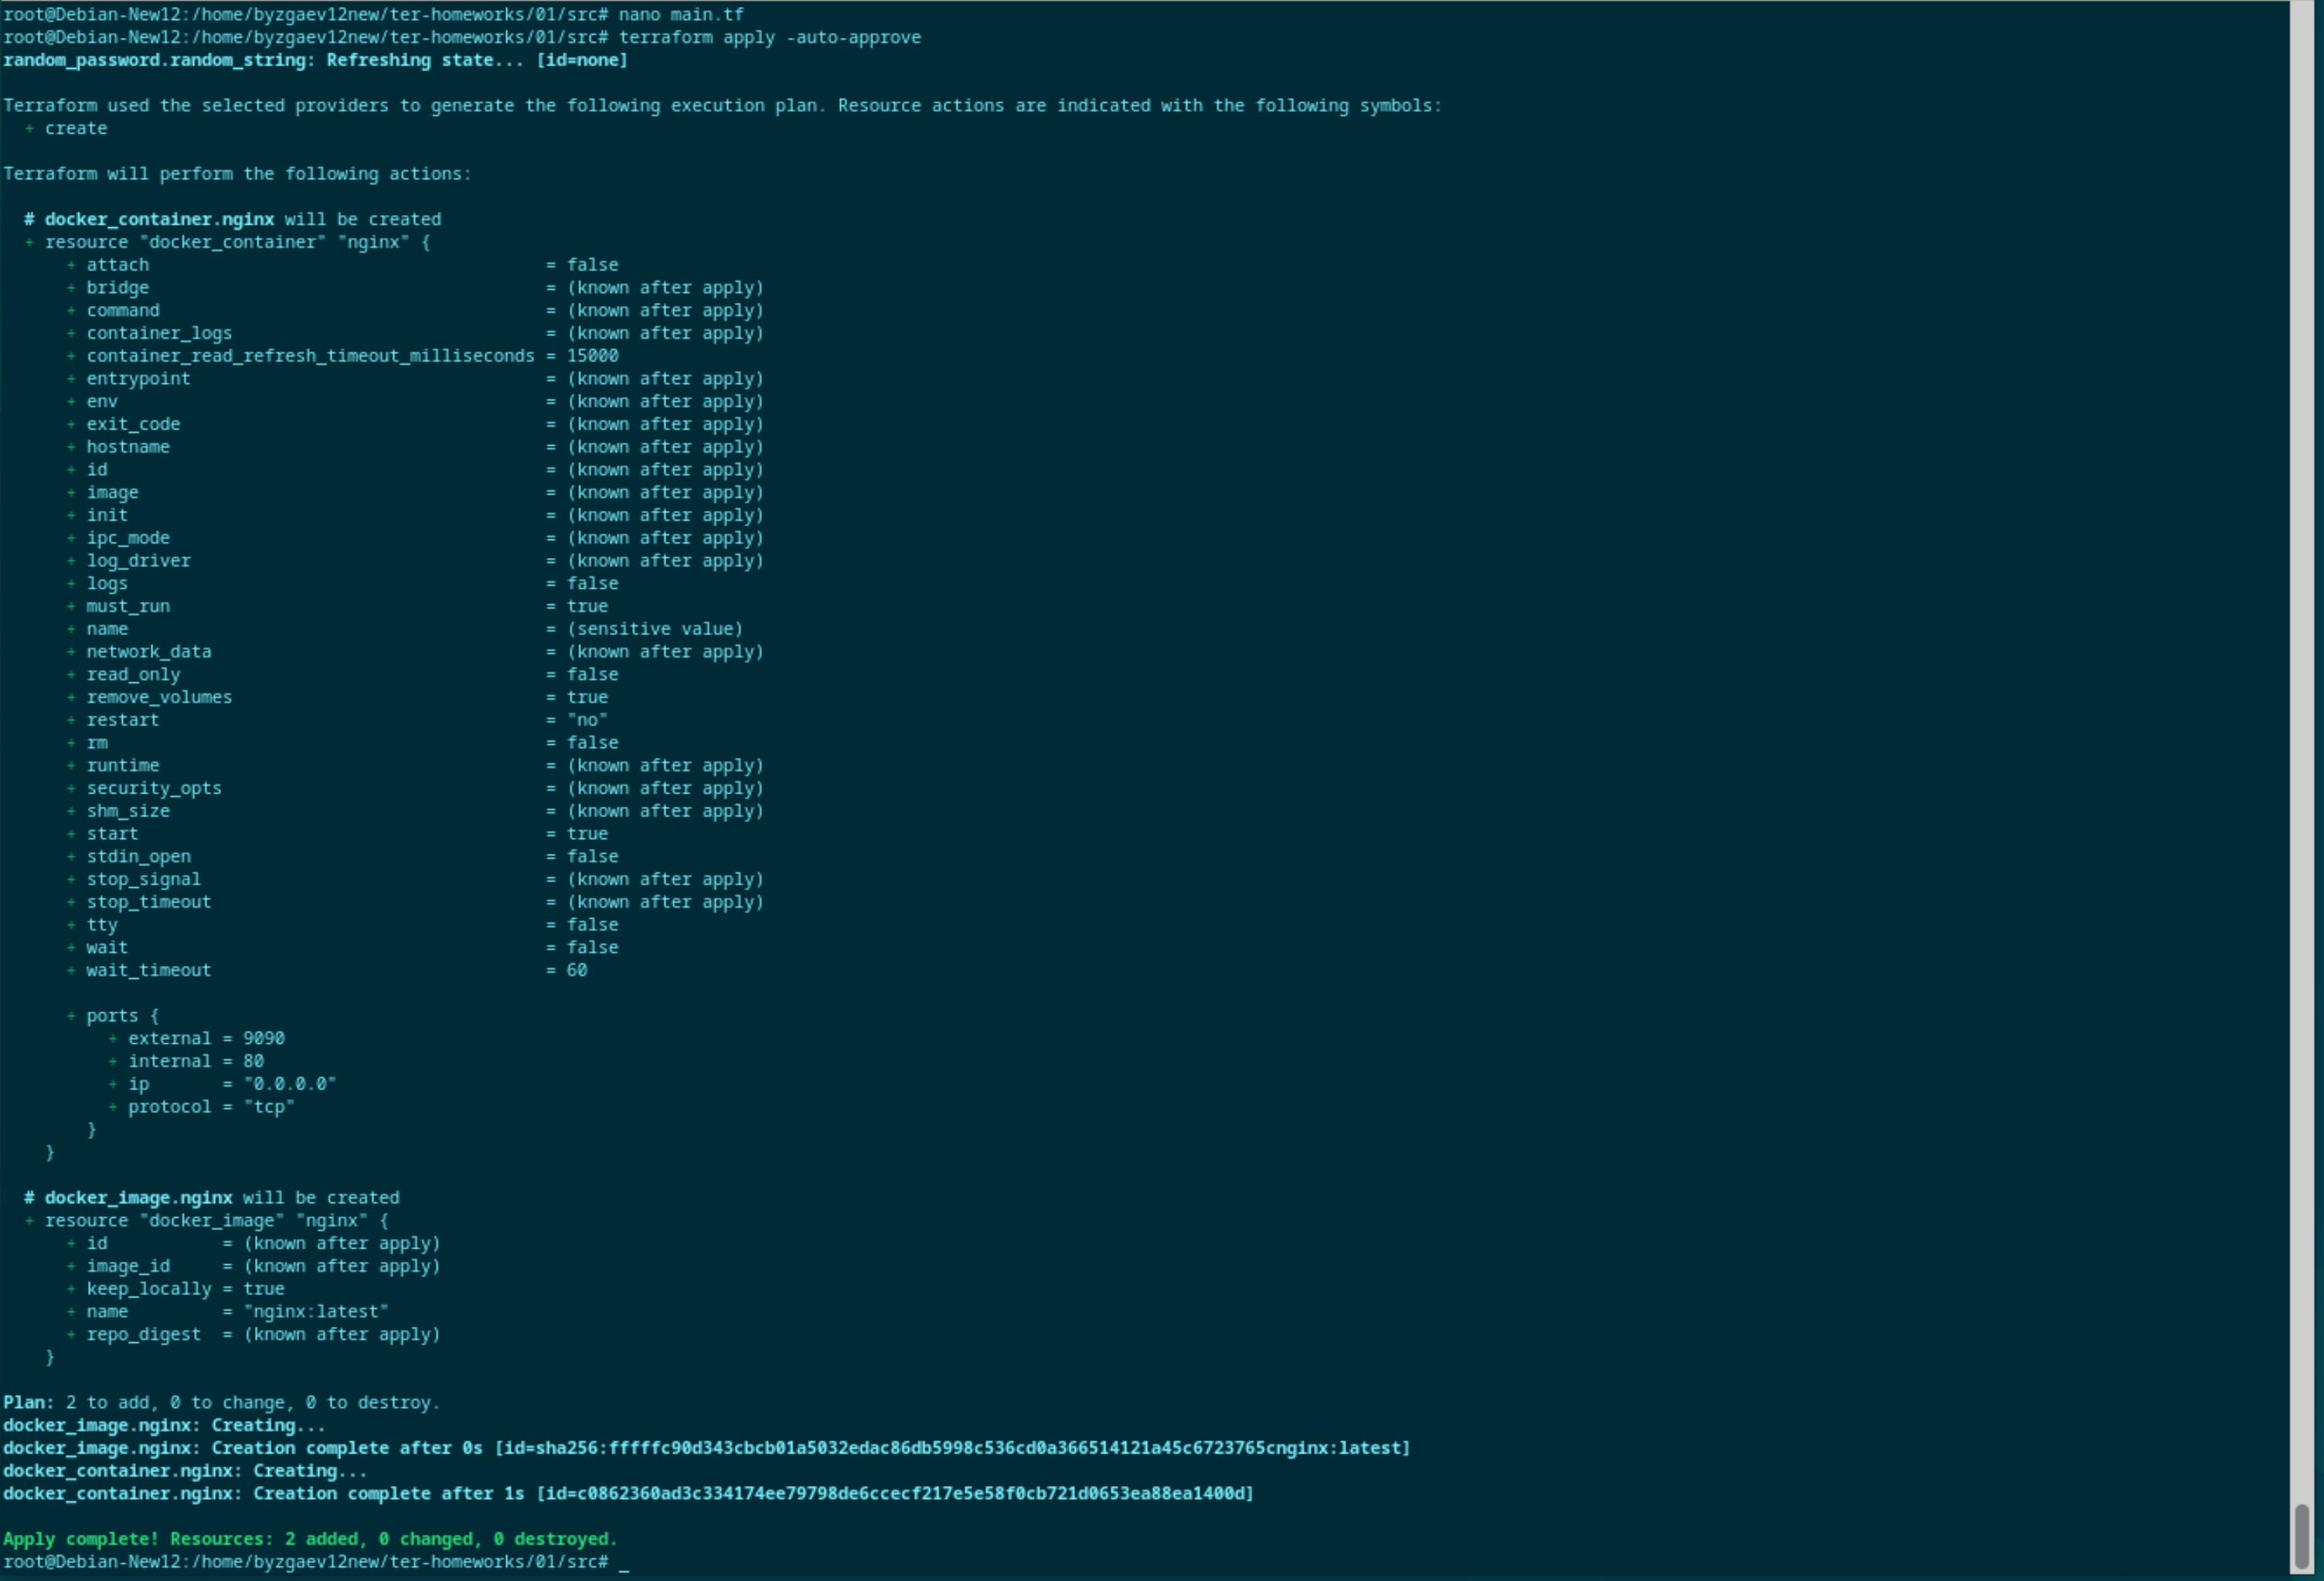 root@Debian-New12:/home/byzgaev12new/ter-homeworks/01/src# nano main.tf
root@Debian-New12:/home/byzgaev12new/ter-homeworks/01/src# terraform apply -auto-approve
random_password.random_string: Refreshing state... [id=none]
Terraform used the selected providers to generate the following execution plan. Resource actions are indicated with the following symbols:
+ create
Terraform will perform the following actions:
# docker_container.nginx will be created
+ resource "docker_container" "nginx" {
+ attach = false
+ bridge = (known after apply)
+ command = (known after apply)
+ container_logs = (known after apply)
+ container_read_refresh_timeout_milliseconds = 15000
+ entrypoint = (known after apply)
+ env = (known after apply)
+ exit_code = (known after apply)
+ hostname = (known after apply)
+ id = (known after apply)
+ image = (known after apply)
+ init = (known after apply)
+ ipc_mode = (known after apply)
+ log_driver = (known after apply)
+ logs = false
+ must_run = true
+ name = (sensitive value)
+ network_data = (known after apply)
+ read_only = false
+ remove_volumes = true
+ restart = "no"
+ rm = false
+ runtime = (known after apply)
+ security_opts = (known after apply)
+ shm_size = (known after apply)
+ start = true
+ stdin_open = false
+ stop_signal = (known after apply)
+ stop_timeout = (known after apply)
+ tty = false
+ wait = false
+ wait_timeout = 60
+ ports {
+ external = 9090
+ internal = 80
+ ip = "0.0.0.0"
+ protocol = "tcp"
}
}
# docker_image.nginx will be created
+ resource "docker_image" "nginx" {
+ id = (known after apply)
+ image_id = (known after apply)
+ keep_locally = true
+ name = "nginx:latest"
+ repo_digest = (known after apply)
}
Plan: 2 to add, 0 to change, 0 to destroy.
docker_image.nginx: Creating...
docker_image.nginx: Creation complete after 0s [id=sha256:fffffc90d343cbcb01a5032edac86db5998c536cd0a366514121a45c6723765cnginx:latest]
docker_container.nginx: Creating...
docker_container.nginx: Creation complete after 1s [id=c0862360ad3c334174ee79798de6ccecf217e5e58f0cb721d0653ea88ea1400d]
Apply complete! Resources: 2 added, 0 changed, 0 destroyed.
root@Debian-New12:/home/byzgaev12new/ter-homeworks/01/src# _